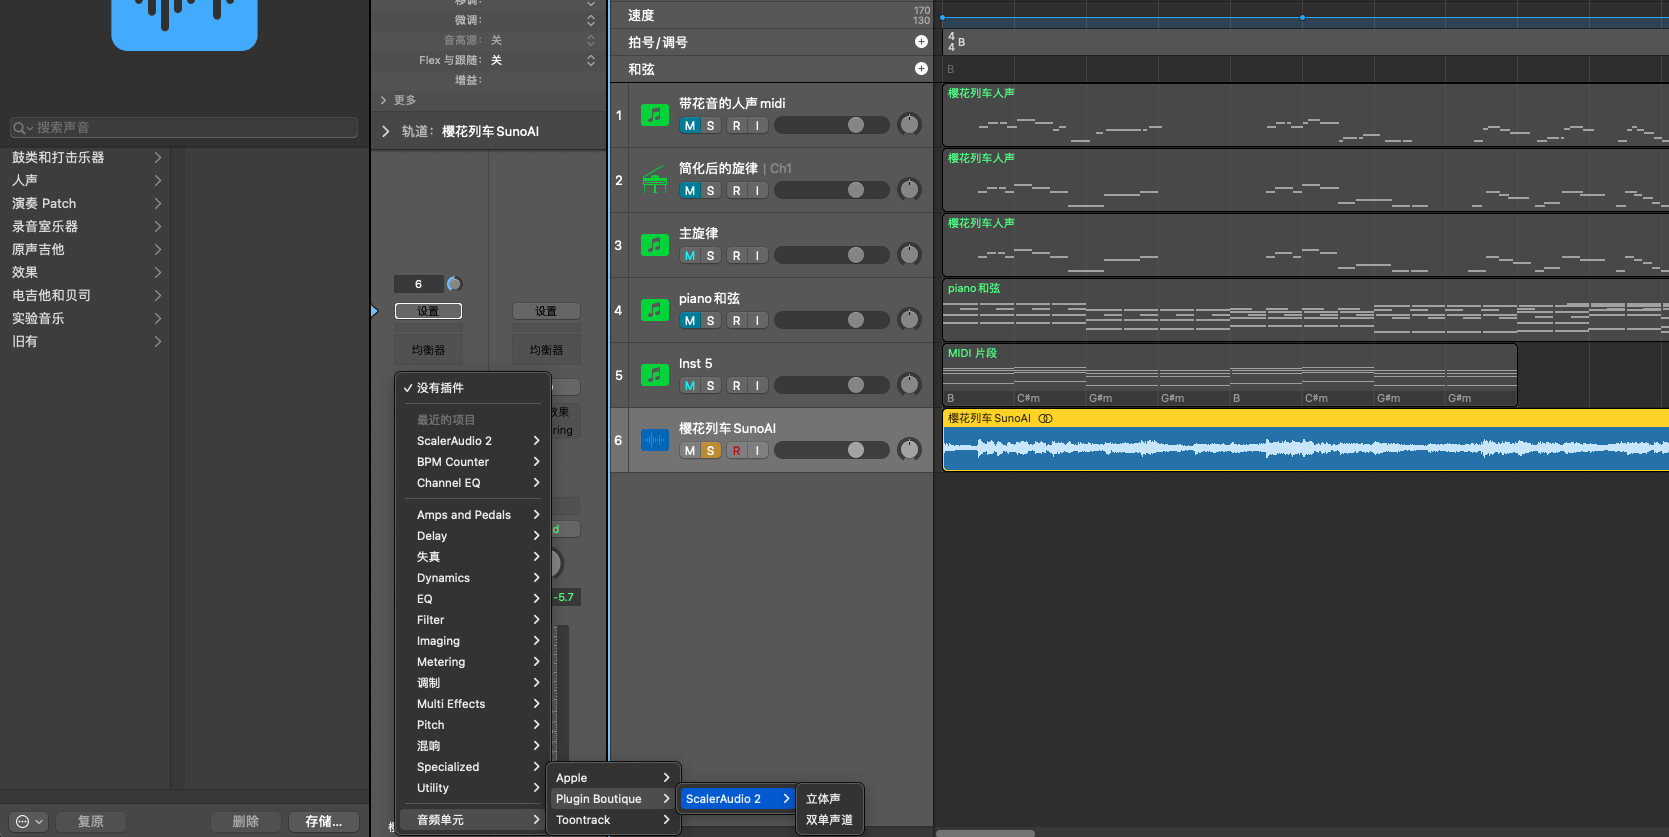 移调:
微调:
音高源: 关
Flex 与跟随: 关
增益:
更多
轨道: 樱花列车 SunoAI
搜索声音
鼓类和打击乐器
人声
演奏 Patch
录音室乐器
原声吉他
效果
电吉他和贝司
实验音乐
旧有
复原
删除
存储...
6
设置
设置
均衡器
均衡器
效果
ring
d
-5.7
没有插件
最近的项目
ScalerAudio 2
BPM Counter
Channel EQ
Amps and Pedals
Delay
失真
Dynamics
EQ
Filter
Imaging
Metering
调制
Multi Effects
Pitch
混响
Specialized
Utility
音频单元
Apple
Plugin Boutique
Toontrack
ScalerAudio 2
立体声
双单声道
速度
170
130
拍号/调号
4
4
B
和弦
B
1
带花音的人声 midi
M S R I
樱花列车人声
2
简化后的旋律 | Ch1
M S R I
樱花列车人声
3
主旋律
M S R I
樱花列车人声
4
piano 和弦
M S R I
piano 和弦
5
Inst 5
M S R I
MIDI 片段
B C#m G#m G#m B C#m G#m G#m
6
樱花列车 SunoAI
M S R I
樱花列车 SunoAI